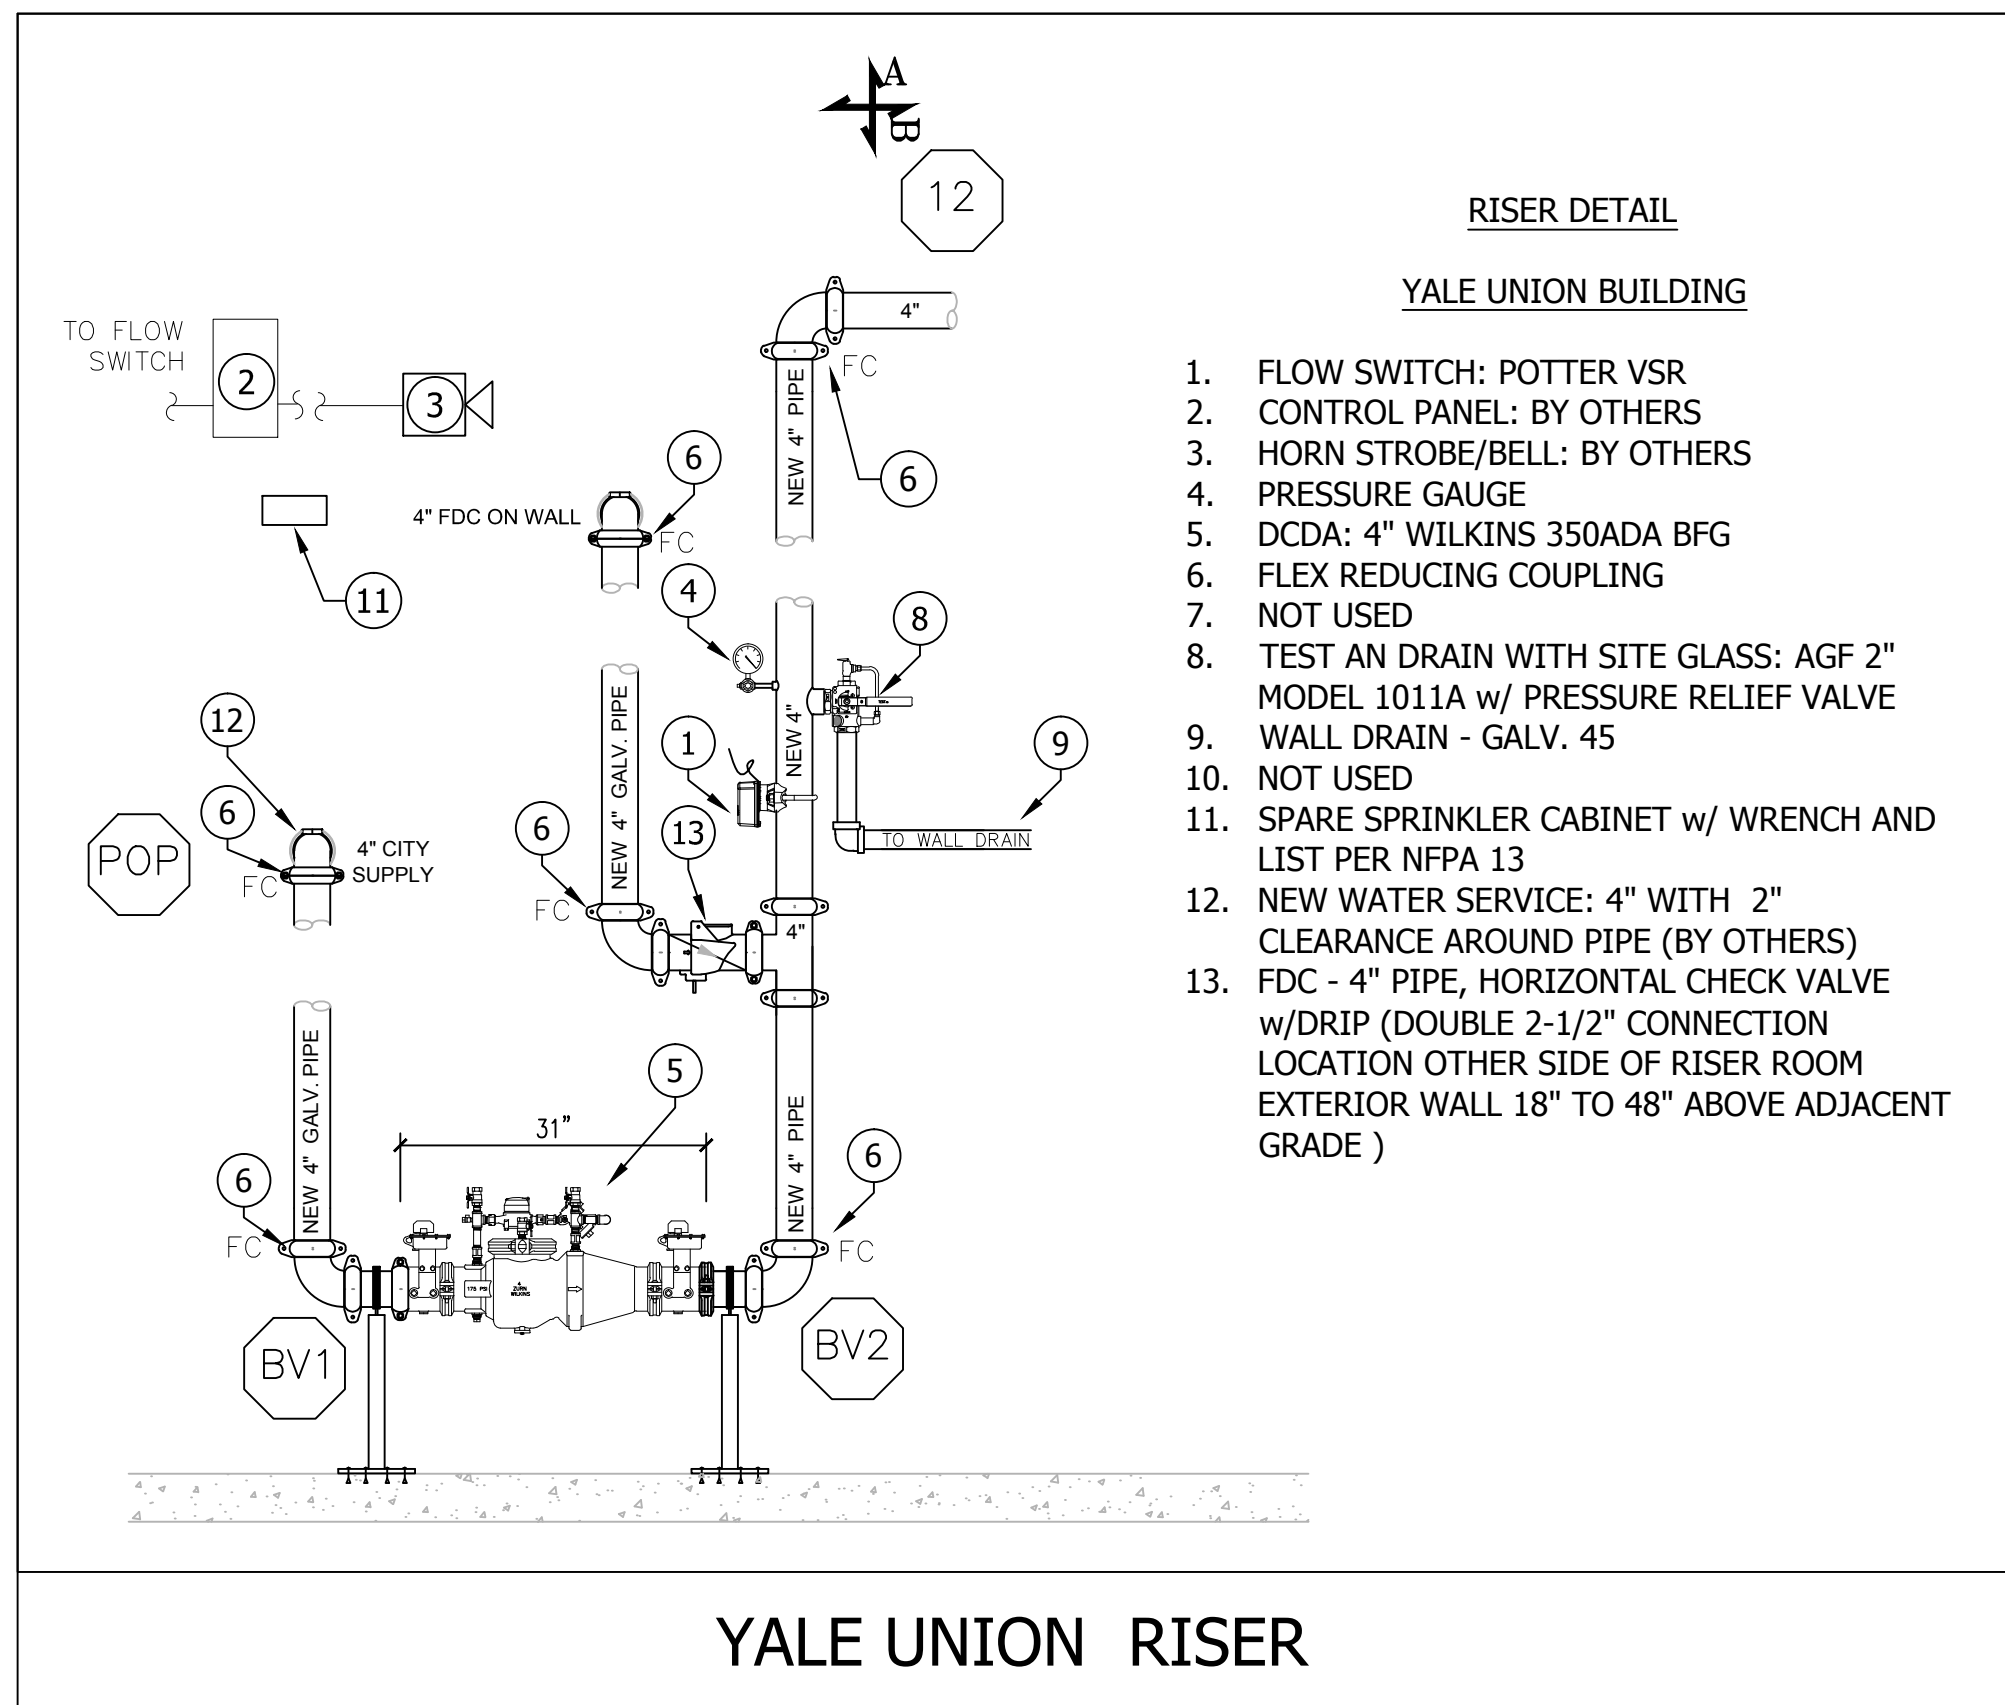 A
B
12
RISER DETAIL
YALE UNION BUILDING
TO FLOW
SWITCH
2
3
4"
FC
NEW 4" PIPE
6
6
4" FDC ON WALL
FC
11
4
8
12
NEW 4" GALV. PIPE
NEW 4"
1
9
6
6
13
POP
4" CITY
SUPPLY
FC
TO WALL DRAIN
FC
4"
NEW 4" GALV. PIPE
5
31"
NEW 4" PIPE
6
6
FC
FC
175 PSI
4
ZURN
WILKINS
BV1
BV2
1. FLOW SWITCH: POTTER VSR
2. CONTROL PANEL: BY OTHERS
3. HORN STROBE/BELL: BY OTHERS
4. PRESSURE GAUGE
5. DCDA: 4" WILKINS 350ADA BFG
6. FLEX REDUCING COUPLING
7. NOT USED
8. TEST AN DRAIN WITH SITE GLASS: AGF 2"
MODEL 1011A w/ PRESSURE RELIEF VALVE
9. WALL DRAIN - GALV. 45
10. NOT USED
11. SPARE SPRINKLER CABINET w/ WRENCH AND
LIST PER NFPA 13
12. NEW WATER SERVICE: 4" WITH 2"
CLEARANCE AROUND PIPE (BY OTHERS)
13. FDC - 4" PIPE, HORIZONTAL CHECK VALVE
w/DRIP (DOUBLE 2-1/2" CONNECTION
LOCATION OTHER SIDE OF RISER ROOM
EXTERIOR WALL 18" TO 48" ABOVE ADJACENT
GRADE )
YALE UNION RISER